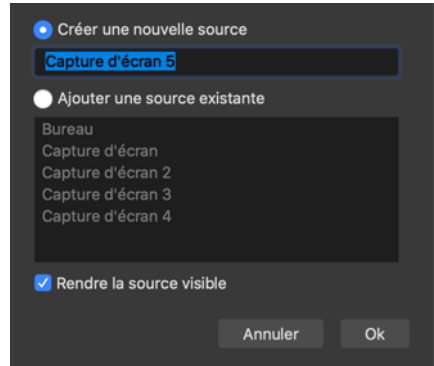 Créer une nouvelle source
Capture d'écran 5
Ajouter une source existante
Bureau
Capture d'écran
Capture d'écran 2
Capture d'écran 3
Capture d'écran 4
Rendre la source visible
Annuler Ok